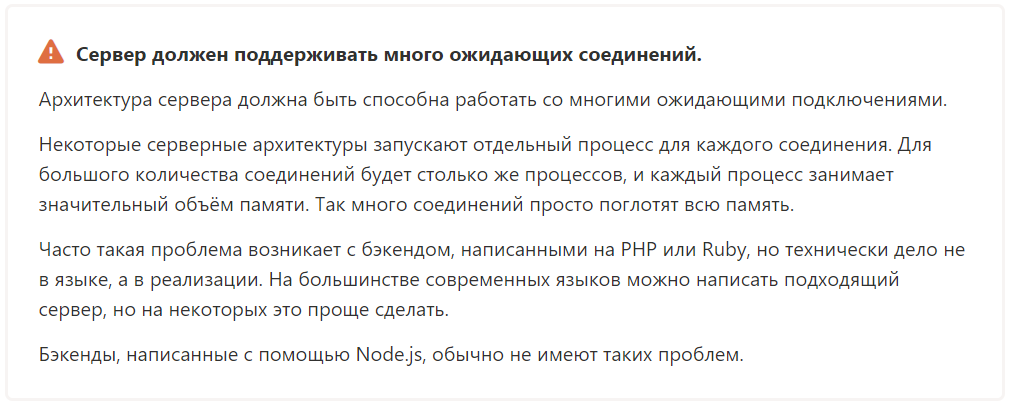 Сервер должен поддерживать много ожидающих соединений.
Архитектура сервера должна быть способна работать со многими ожидающими подключениями.
Некоторые серверные архитектуры запускают отдельный процесс для каждого соединения. Для
большого количества соединений будет столько же процессов, и каждый процесс занимает
значительный объём памяти. Так много соединений просто поглотят всю память.
Часто такая проблема возникает с бэкендом, написанными на PHP или Ruby, но технически дело не
в языке, а в реализации. На большинстве современных языков можно написать подходящий
сервер, но на некоторых это проще сделать.
Бэкенды, написанные с помощью Node.js, обычно не имеют таких проблем.